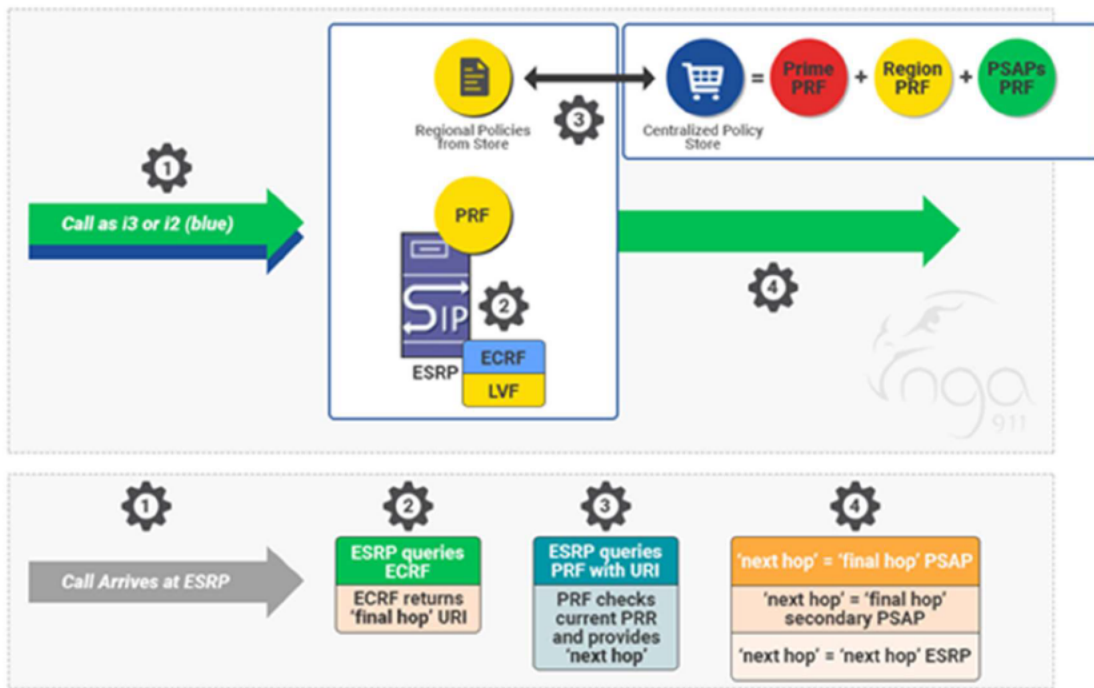 Regional Policies
from Store
3
Centralized Policy
Store
=
Prime
PRF
+
Region
PRF
+
PSAPs
PRF
1
Call as i3 or i2 (blue)
PRF
SIP
2
ESRP
ECRF
LVF
4
nga
911
1
2
3
4
Call Arrives at ESRP
ESRP queries
ECRF
ECRF returns
'final hop' URI
ESRP queries
PRF with URI
PRF checks
current PRR
and provides
'next hop'
'next hop' = 'final hop' PSAP
'next hop' = 'final hop'
secondary PSAP
'next hop' = 'next hop' ESRP